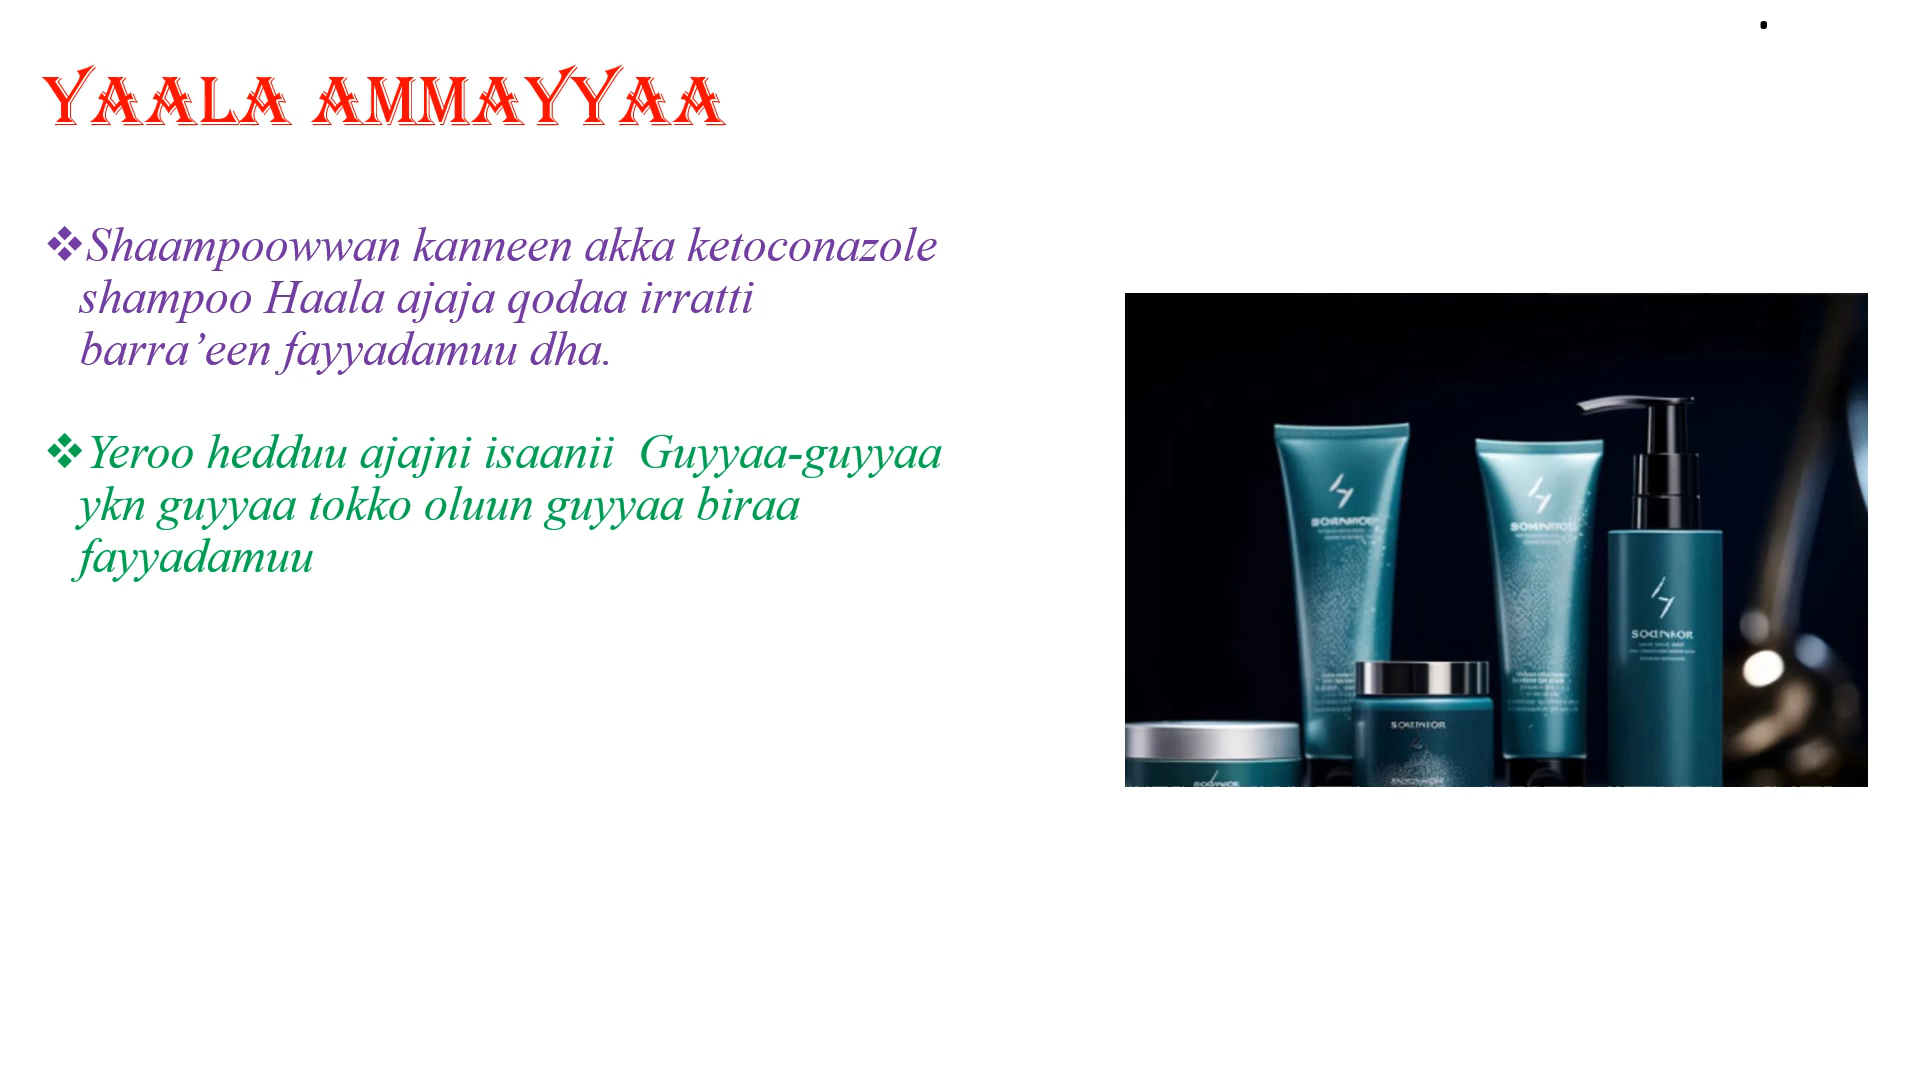 YAALA AMMAYYAA
❖Shaampoowwan kanneen akka ketoconazole
shampoo Haala ajaja qodaa irratti
barra’een fayyadamuu dha.
❖Yeroo hedduu ajajni isaanii Guyyaa-guyyaa
ykn guyyaa tokko oluun guyyaa biraa
fayyadamuu